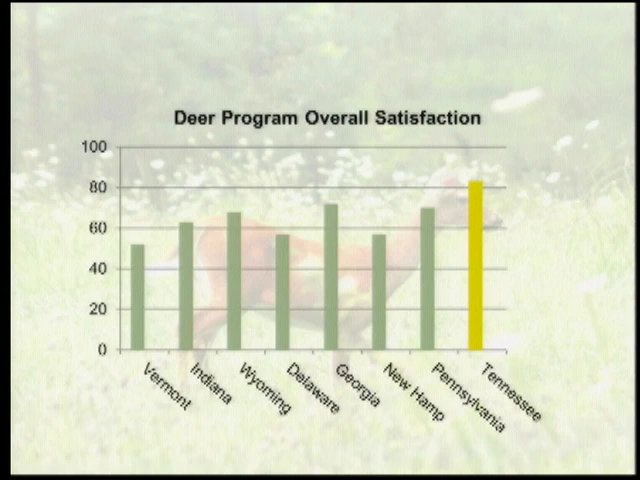 Deer Program Overall Satisfaction
100
80
60
40
20
0
Vermont
Indiana
Wyoming
Delaware
Georgia
New Hamp
Pennsylvania
Tennessee